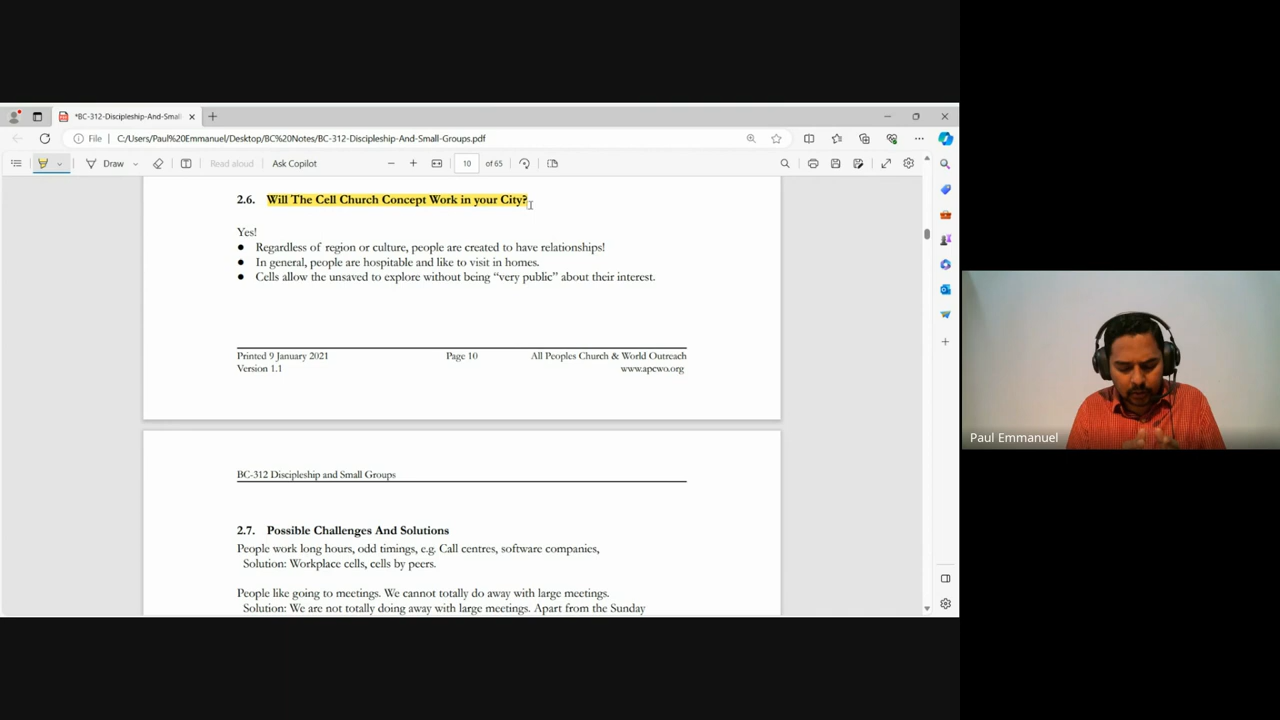 *BC-312-Discipleship-And-Small
File
C:/Users/Paul%20Emmanuel/Desktop/BC%20Notes/BC-312-Discipleship-And-Small-Groups.pdf
Draw
Read aloud
Ask Copilot
10
of 65
2.6. Will The Cell Church Concept Work in your City?
Yes!
● Regardless of region or culture, people are created to have relationships!
● In general, people are hospitable and like to visit in homes.
● Cells allow the unsaved to explore without being “very public” about their interest.
Printed 9 January 2021 Page 10 All Peoples Church & World Outreach
Version 1.1 www.apcwo.org
BC-312 Discipleship and Small Groups
2.7. Possible Challenges And Solutions
People work long hours, odd timings, e.g. Call centres, software companies,
Solution: Workplace cells, cells by peers.
People like going to meetings. We cannot totally do away with large meetings.
Solution: We are not totally doing away with large meetings. Apart from the Sunday
Paul Emmanuel